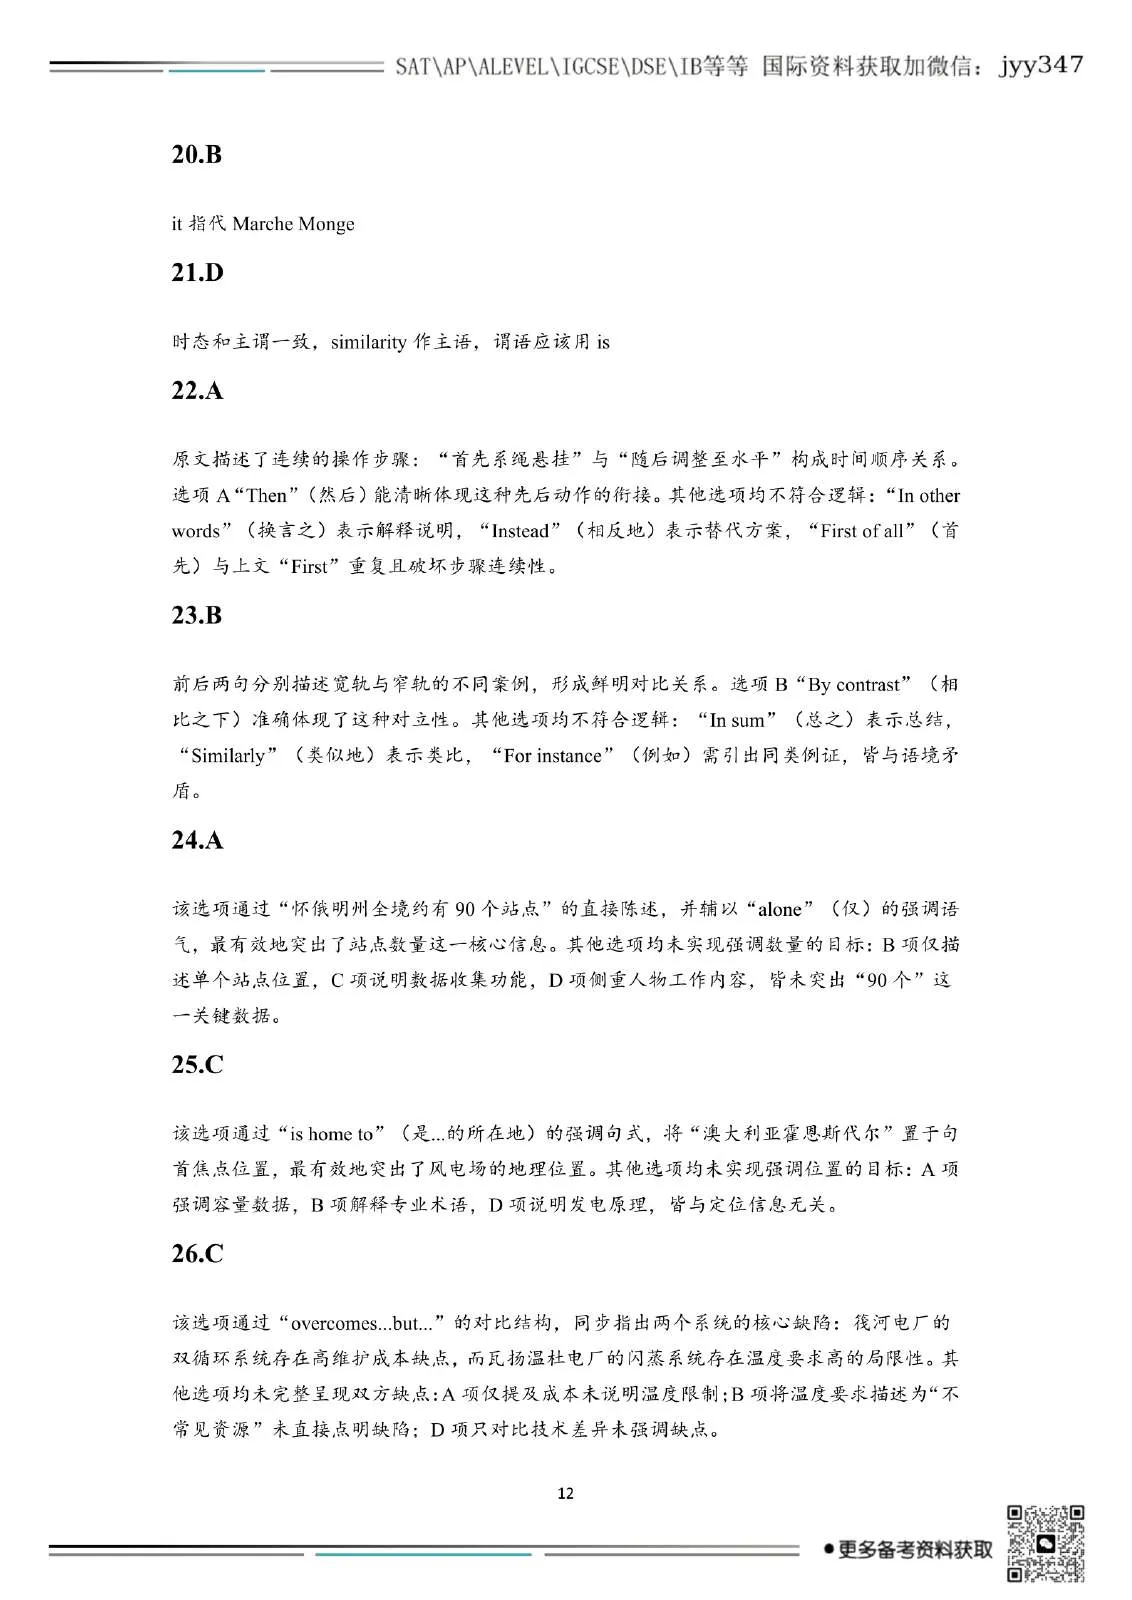 SAT\AP\ALEVEL\IGCSE\DSE\IB等等 国际资料获取加微信：jyy347
20.B
it 指代 Marche Monge
21.D
时态和主谓一致，similarity 作主语，谓语应该用 is
22.A
原文描述了连续的操作步骤：“首先系绳悬挂”与“随后调整至水平”构成时间顺序关系。
选项 A“Then”（然后）能清晰体现这种先后动作的衔接。其他选项均不符合逻辑：“In other
words”（换言之）表示解释说明，“Instead”（相反地）表示替代方案，“First of all”（首
先）与上文“First”重复且破坏步骤连续性。
23.B
前后两句分别描述宽轨与窄轨的不同案例，形成鲜明对比关系。选项 B“By contrast”（相
比之下）准确体现了这种对立性。其他选项均不符合逻辑：“In sum”（总之）表示总结，
“Similarly”（类似地）表示类比，“For instance”（例如）需引出同类例证，皆与语境矛
盾。
24.A
该选项通过“怀俄明州全境约有 90 个站点”的直接陈述，并辅以“alone”（仅）的强调语
气，最有效地突出了站点数量这一核心信息。其他选项均未实现强调数量的目标：B 项仅描
述单个站点位置，C 项说明数据收集功能，D 项侧重人物工作内容，皆未突出“90 个”这
一关键数据。
25.C
该选项通过“is home to”（是...的所在地）的强调句式，将“澳大利亚霍恩斯代尔”置于句
首焦点位置，最有效地突出了风电场的地理位置。其他选项均未实现强调位置的目标：A 项
强调容量数据，B 项解释专业术语，D 项说明发电原理，皆与定位信息无关。
26.C
该选项通过“overcomes...but...”的对比结构，同步指出两个系统的核心缺陷：筏河电厂的
双循环系统存在高维护成本缺点，而瓦扬温杜电厂的闪蒸系统存在温度要求高的局限性。其
他选项均未完整呈现双方缺点：A 项仅提及成本未说明温度限制；B 项将温度要求描述为“不
常见资源”未直接点明缺陷；D 项只对比技术差异未强调缺点。
12
●更多备考资料获取